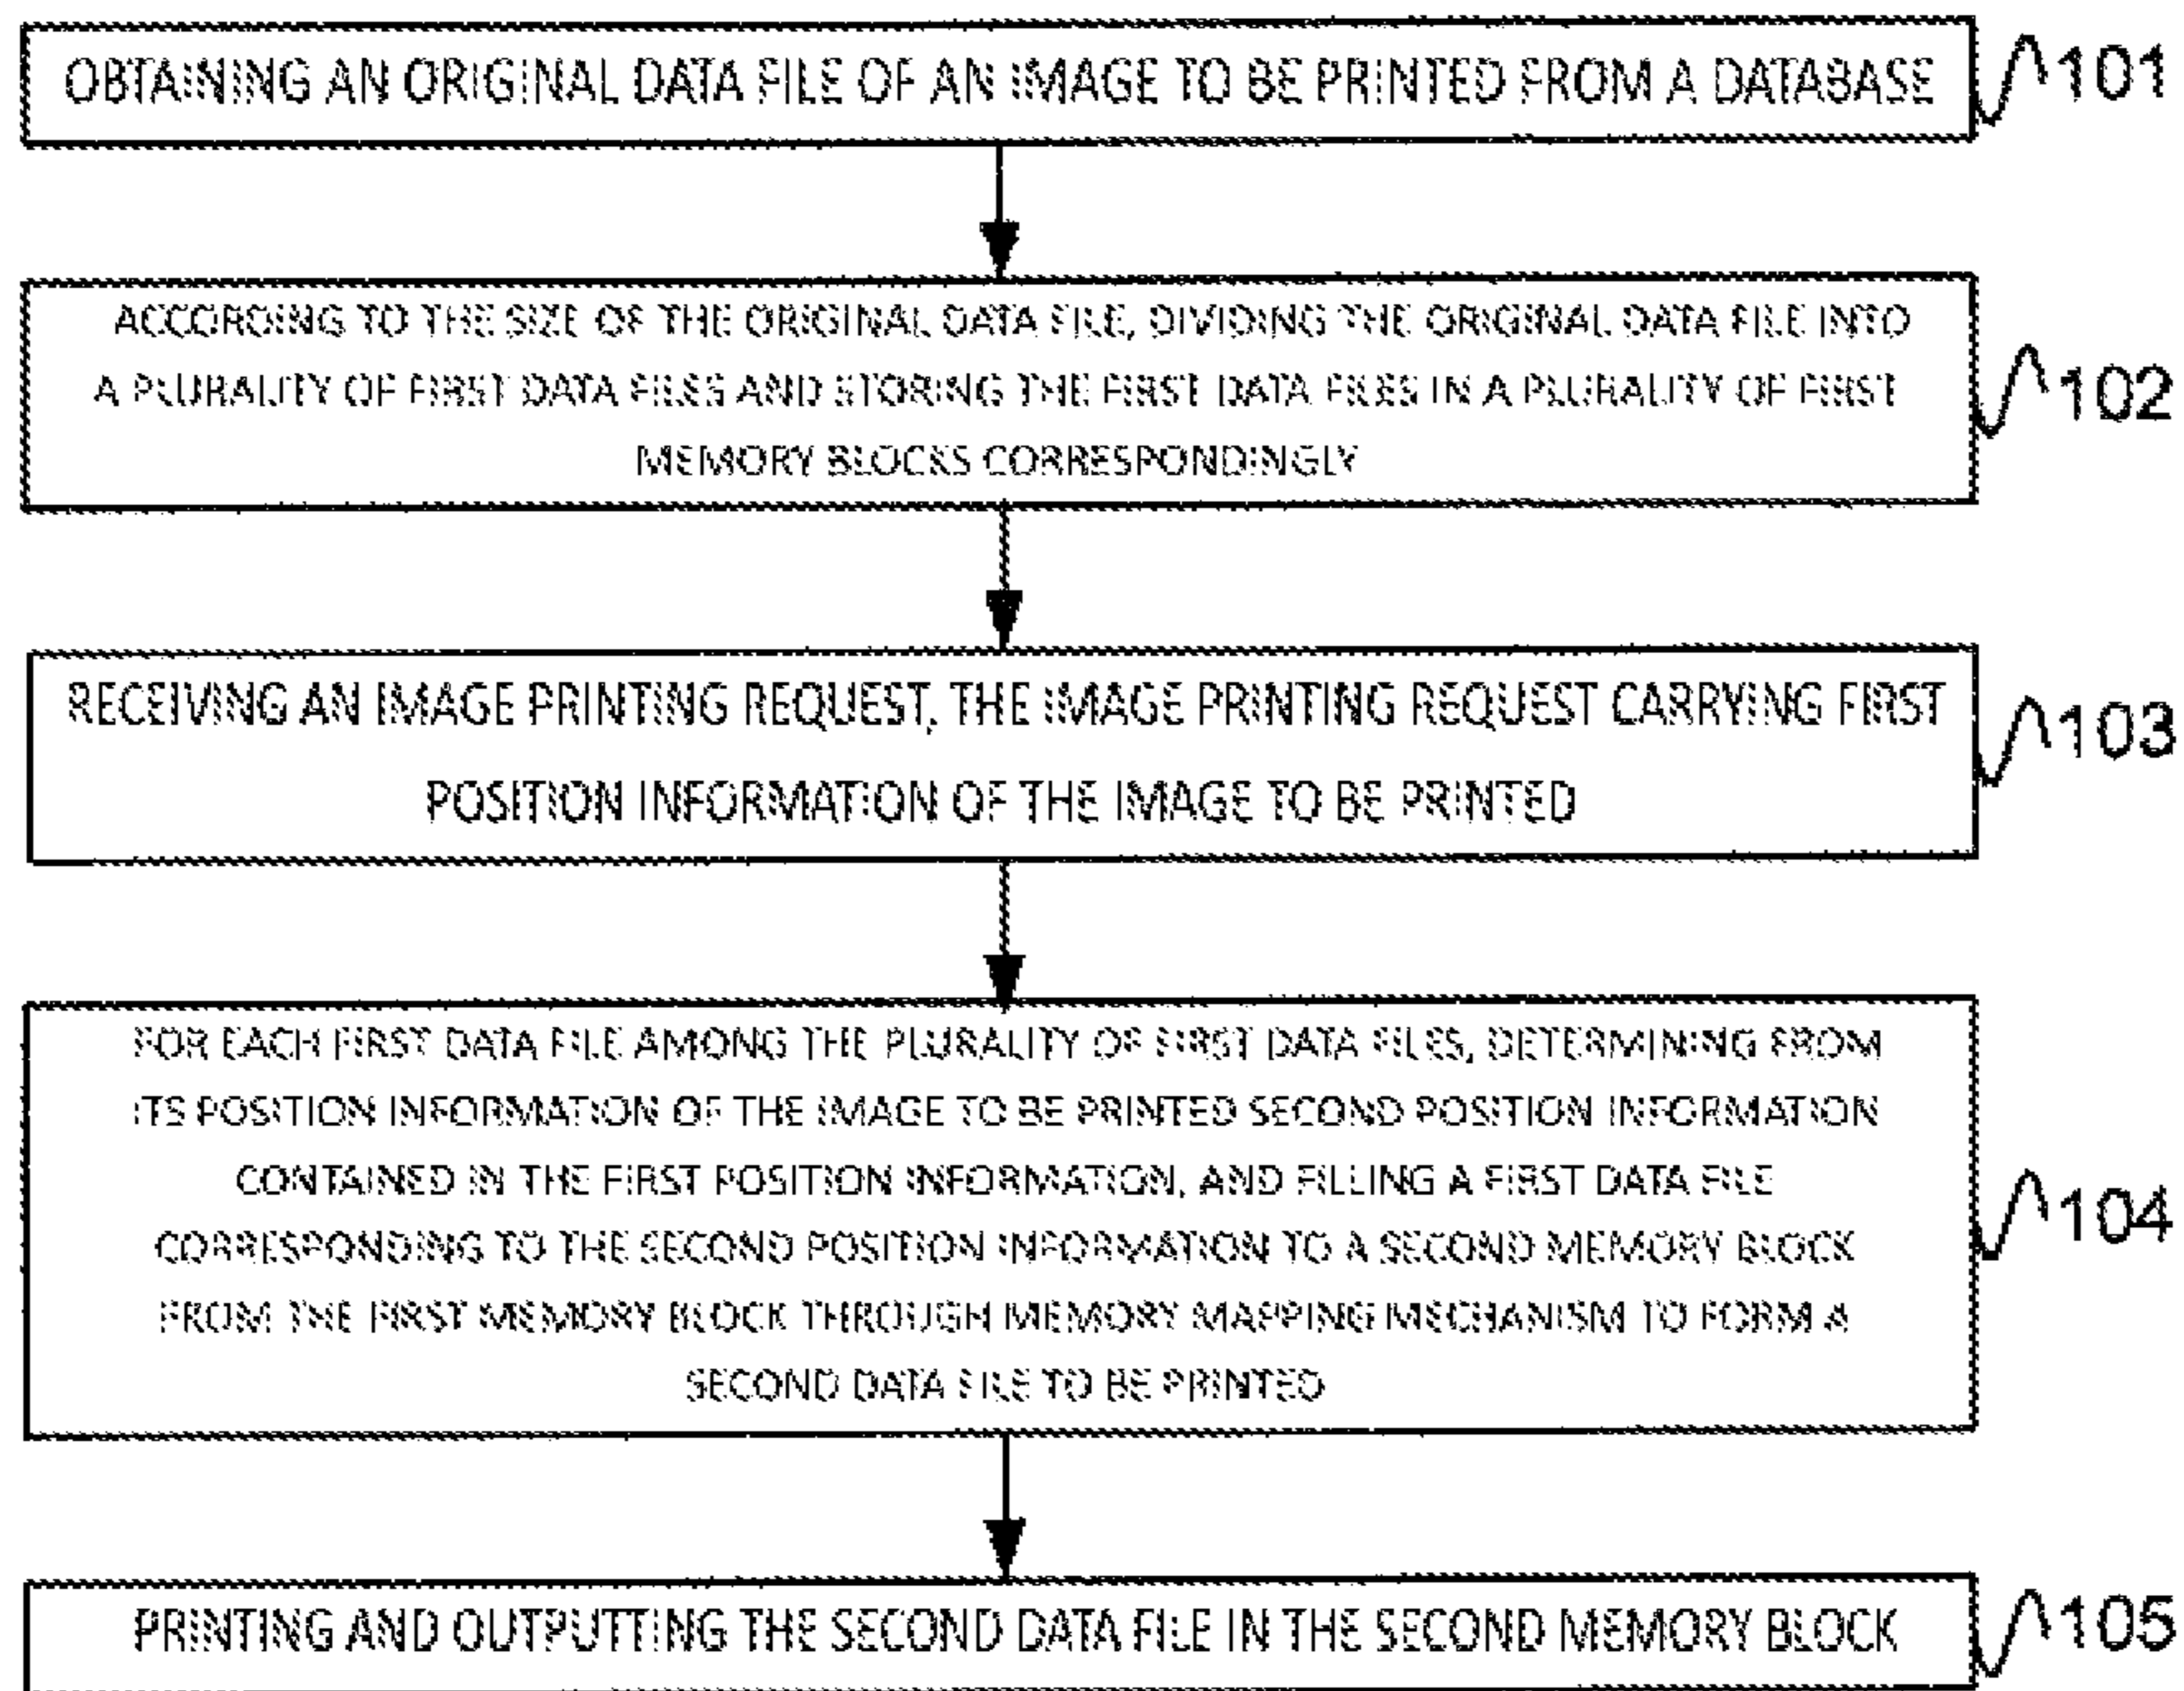 OBTAINING AN ORIGINAL DATA FILE OF AN IMAGE TO BE PRINTED FROM A DATABASE
101
ACCORDING TO THE SIZE OF THE ORIGINAL DATA FILE, DIVIDING THE ORIGINAL DATA FILE INTO
A PLURALITY OF FIRST DATA FILES AND STORING THE FIRST DATA FILES IN A PLURALITY OF FIRST
MEMORY BLOCKS CORRESPONDINGLY
102
RECEIVING AN IMAGE PRINTING REQUEST, THE IMAGE PRINTING REQUEST CARRYING FIRST
POSITION INFORMATION OF THE IMAGE TO BE PRINTED
103
FOR EACH FIRST DATA FILE AMONG THE PLURALITY OF FIRST DATA FILES, DETERMINING FROM
ITS POSITION INFORMATION OF THE IMAGE TO BE PRINTED SECOND POSITION INFORMATION
CONTAINED IN THE FIRST POSITION INFORMATION, AND FILLING A FIRST DATA FILE
CORRESPONDING TO THE SECOND POSITION INFORMATION TO A SECOND MEMORY BLOCK
FROM THE FIRST MEMORY BLOCK THROUGH MEMORY MAPPING MECHANISM TO FORM A
SECOND DATA FILE TO BE PRINTED
104
PRINTING AND OUTPUTTING THE SECOND DATA FILE IN THE SECOND MEMORY BLOCK
105